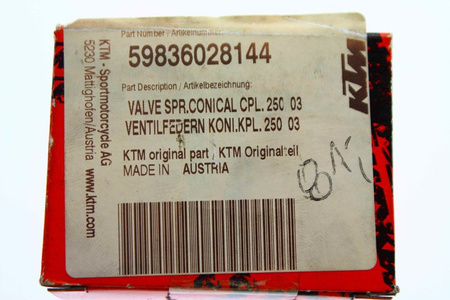 Part Number / Artikelnummer
59836028144
Part Description / Artikelbezeichnung:
VALVE SPR.CONICAL CPL. 250 03
VENTILFEDERN KONI.KPL. 250 03
KTM original part / KTM Originalteil
MADE IN AUSTRIA
KTM - Sportmotorcycle AG
5230 Mattighofen/Austria
www.ktm.com
KTM